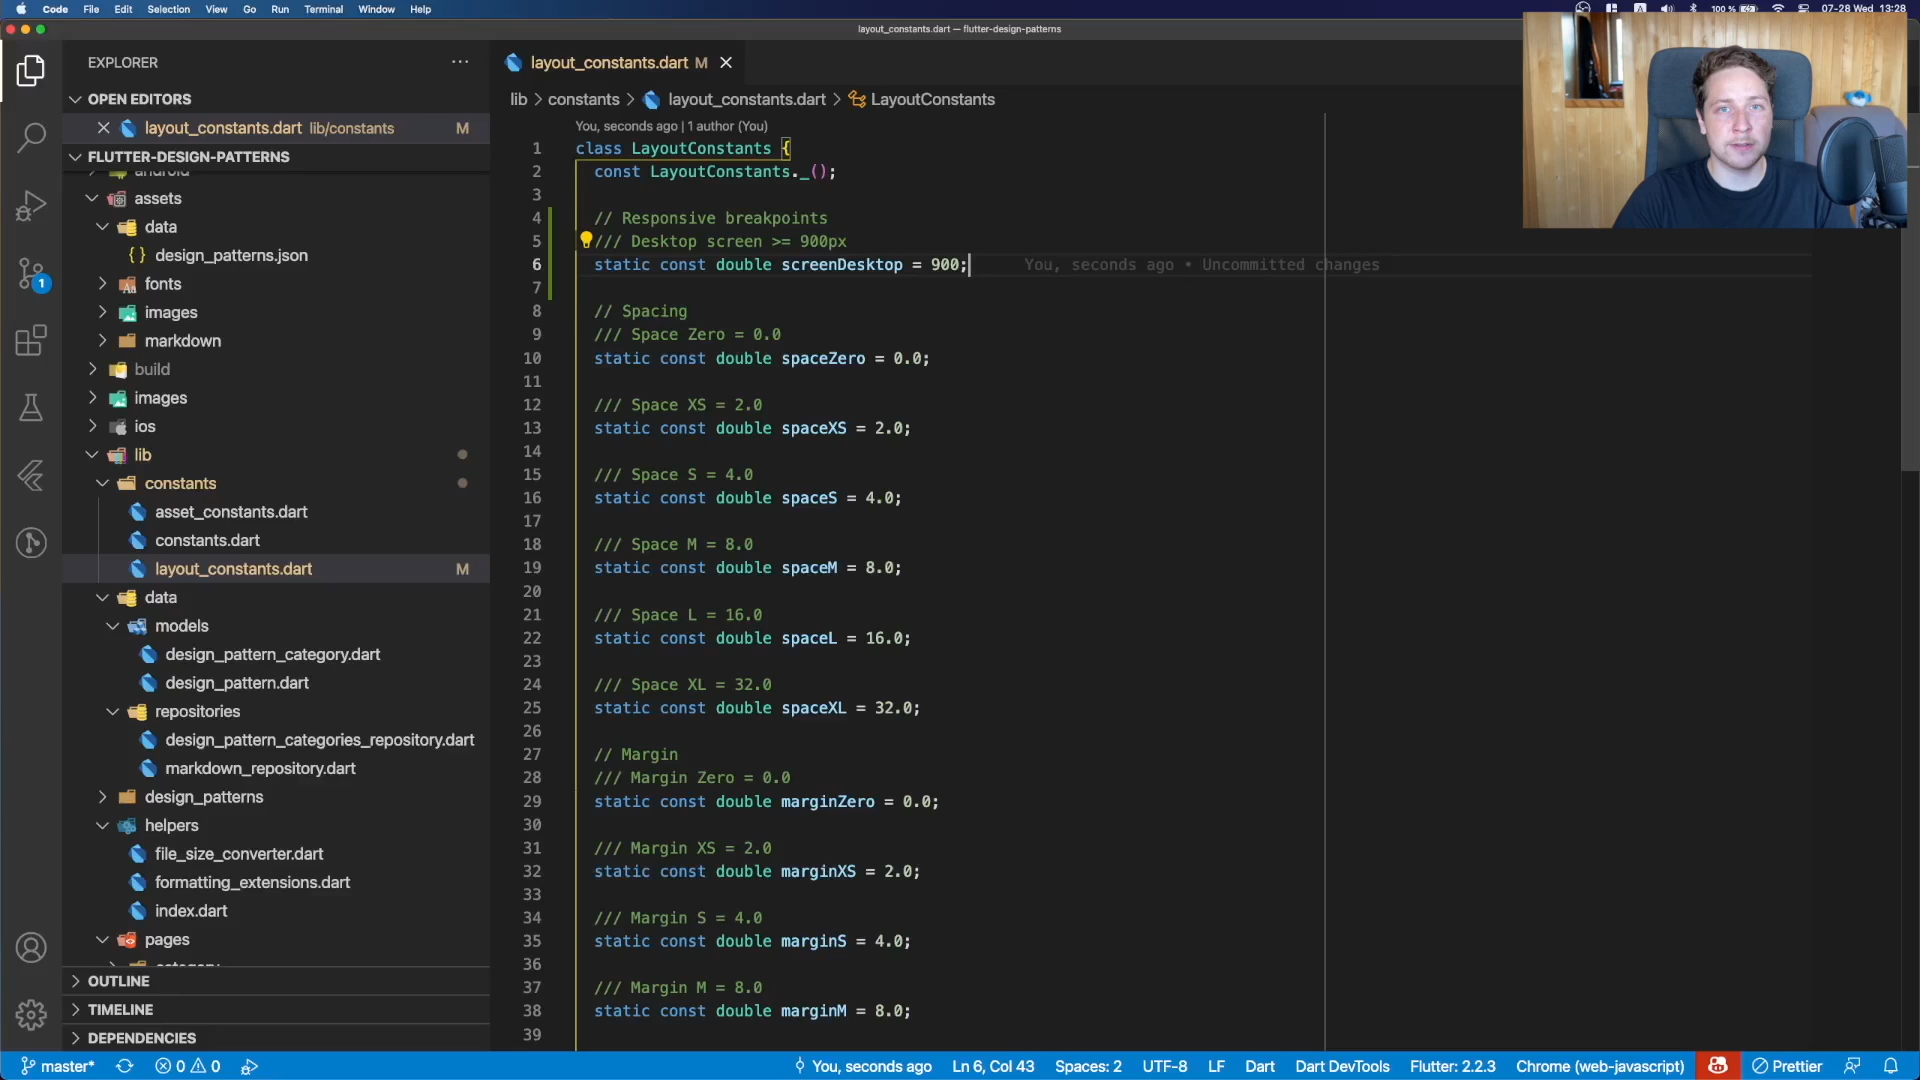 Code File Edit Selection View Go Run Terminal Window Help
100 % 07-28 Wed 13:28
layout_constants.dart — flutter-design-patterns
EXPLORER
OPEN EDITORS
layout_constants.dart lib/constants M
FLUTTER-DESIGN-PATTERNS
android
assets
data
design_patterns.json
fonts
images
markdown
build
images
ios
lib
constants
asset_constants.dart
constants.dart
layout_constants.dart M
data
models
design_pattern_category.dart
design_pattern.dart
repositories
design_pattern_categories_repository.dart
markdown_repository.dart
design_patterns
helpers
file_size_converter.dart
formatting_extensions.dart
index.dart
pages
category
OUTLINE
TIMELINE
DEPENDENCIES
1
layout_constants.dart M
lib > constants > layout_constants.dart > LayoutConstants
You, seconds ago | 1 author (You)
1 class LayoutConstants {
2 const LayoutConstants._();
3
4 // Responsive breakpoints
5 /// Desktop screen >= 900px
6 static const double screenDesktop = 900; You, seconds ago • Uncommitted changes
7
8 // Spacing
9 /// Space Zero = 0.0
10 static const double spaceZero = 0.0;
11
12 /// Space XS = 2.0
13 static const double spaceXS = 2.0;
14
15 /// Space S = 4.0
16 static const double spaceS = 4.0;
17
18 /// Space M = 8.0
19 static const double spaceM = 8.0;
20
21 /// Space L = 16.0
22 static const double spaceL = 16.0;
23
24 /// Space XL = 32.0
25 static const double spaceXL = 32.0;
26
27 // Margin
28 /// Margin Zero = 0.0
29 static const double marginZero = 0.0;
30
31 /// Margin XS = 2.0
32 static const double marginXS = 2.0;
33
34 /// Margin S = 4.0
35 static const double marginS = 4.0;
36
37 /// Margin M = 8.0
38 static const double marginM = 8.0;
39
master* 0 0 You, seconds ago Ln 6, Col 43 Spaces: 2 UTF-8 LF Dart Dart DevTools Flutter: 2.2.3 Chrome (web-javascript) Prettier